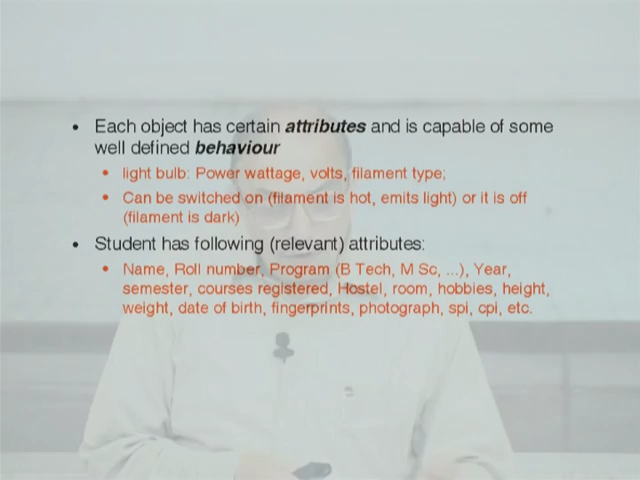 • Each object has certain attributes and is capable of some
well defined behaviour
• light bulb: Power wattage, volts, filament type;
• Can be switched on (filament is hot, emits light) or it is off
(filament is dark)
• Student has following (relevant) attributes:
• Name, Roll number, Program (B Tech, M Sc, ...), Year,
semester, courses registered, Hostel, room, hobbies, height,
weight, date of birth, fingerprints, photograph, spi, cpi, etc.